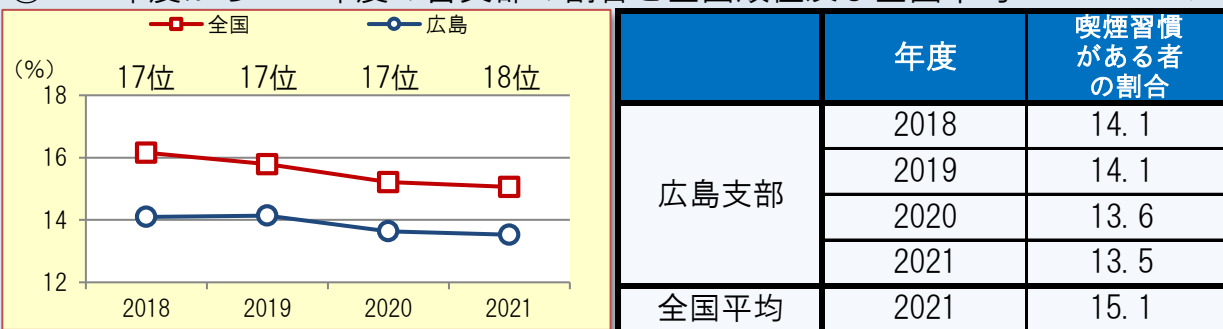 全国 広島
(%)
17位 17位 17位 18位
18
16
14
12
2018 2019 2020 2021
年度 喫煙習慣
がある者
の割合
広島支部
2018 14.1
2019 14.1
2020 13.6
2021 13.5
全国平均 2021 15.1